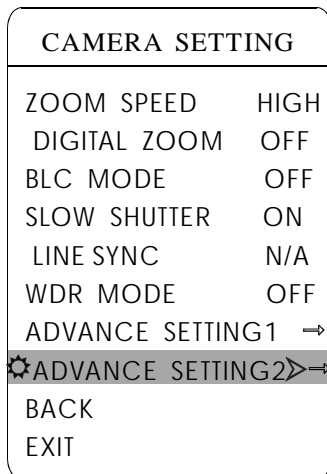 CAMERA SETTING
ZOOM SPEED HIGH
DIGITAL ZOOM OFF
BLC MODE OFF
SLOW SHUTTER ON
LINE SYNC N/A
WDR MODE OFF
ADVANCE SETTING1 ⇒
ADVANCE SETTING2 ⇒
BACK
EXIT